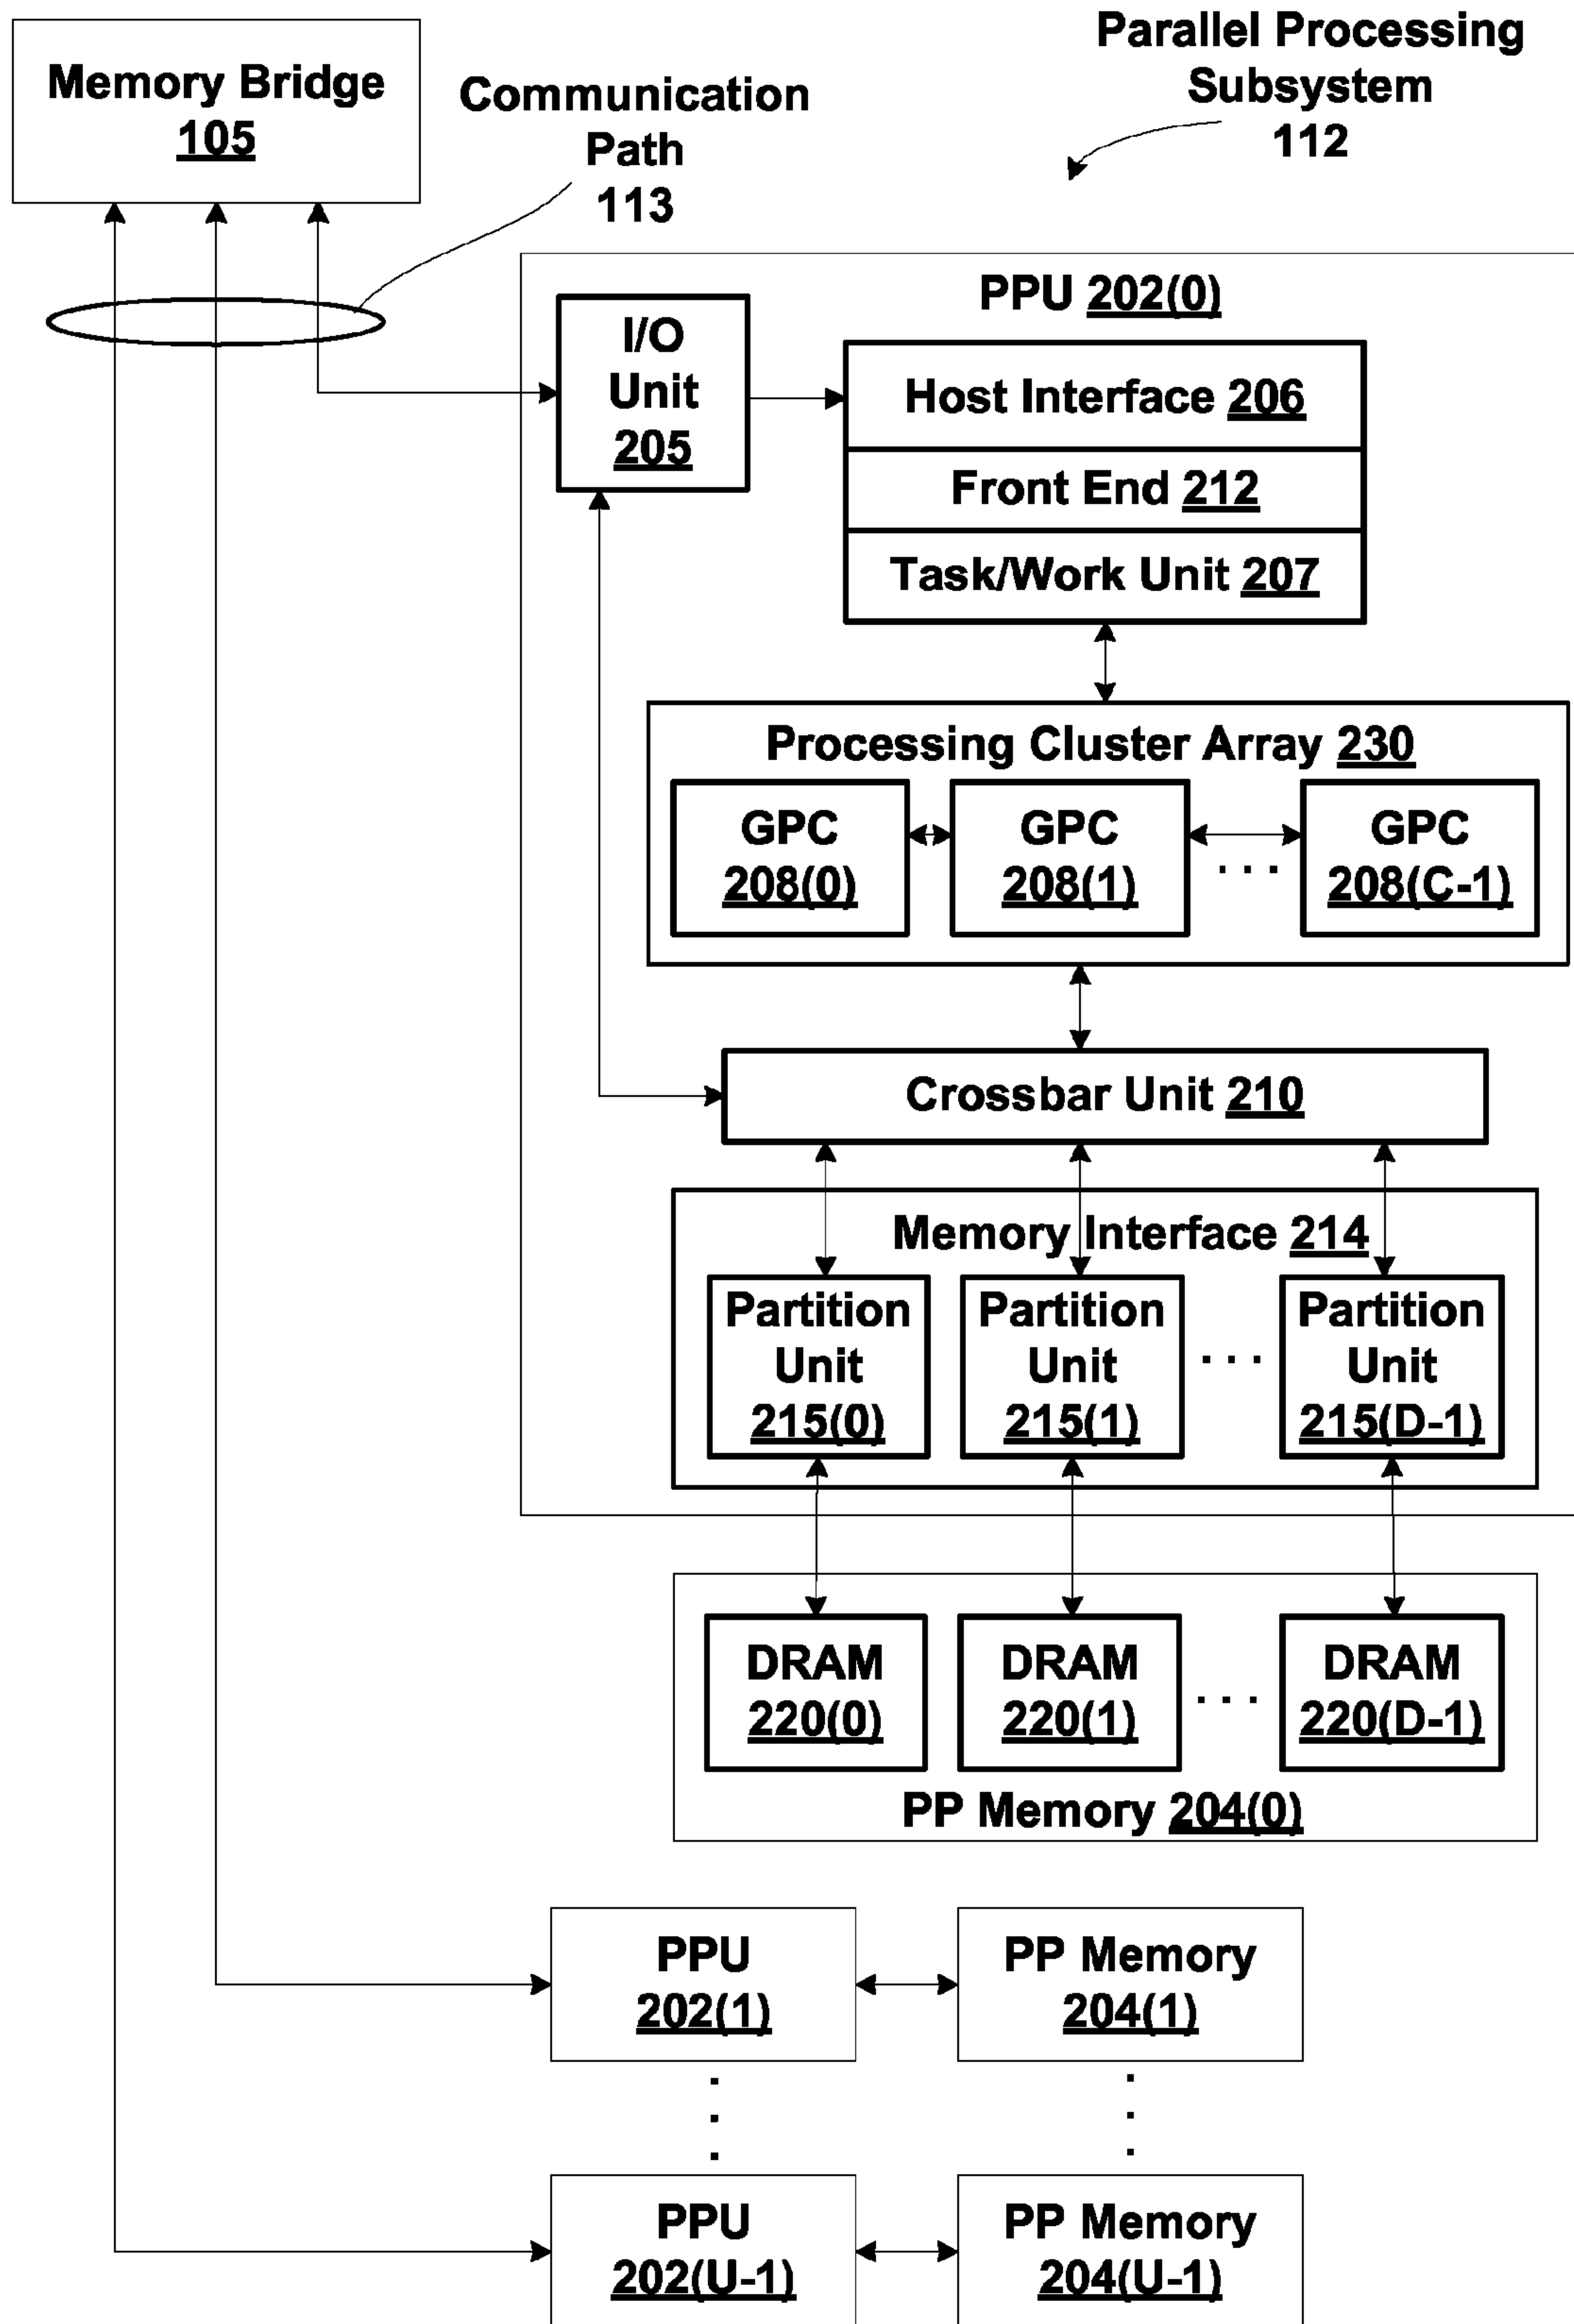 Parallel Processing
Subsystem
112
Memory Bridge
105
Communication
Path
113
PPU 202(0)
I/O
Unit
205
Host Interface 206
Front End 212
Task/Work Unit 207
Processing Cluster Array 230
GPC
208(0)
GPC
208(1)
. . .
GPC
208(C-1)
Crossbar Unit 210
Memory Interface 214
Partition
Unit
215(0)
Partition
Unit
215(1)
. . .
Partition
Unit
215(D-1)
DRAM
220(0)
DRAM
220(1)
. . .
DRAM
220(D-1)
PP Memory 204(0)
PPU
202(1)
PP Memory
204(1)
PPU
202(U-1)
PP Memory
204(U-1)